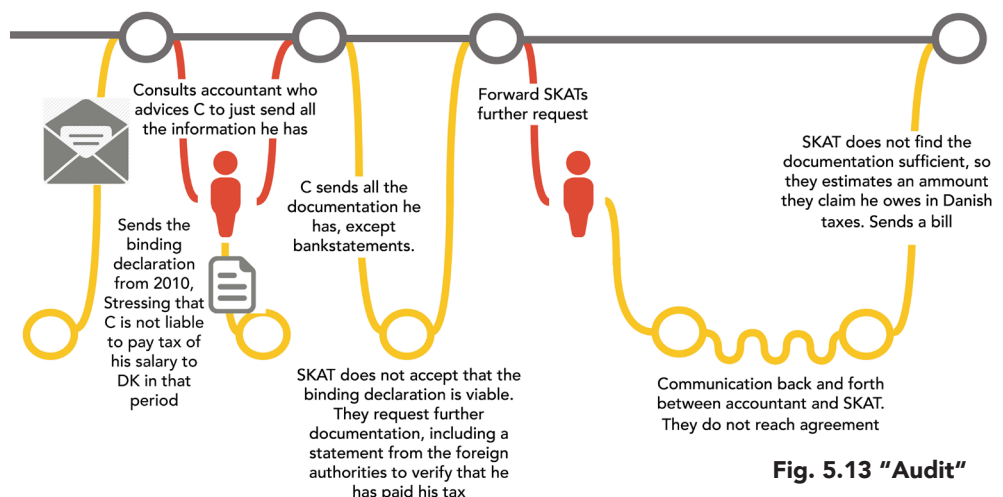 Consults accountant who
advices C to just send all
the information he has
Sends the
binding
declaration
from 2010,
Stressing that
C is not liable
to pay tax of
his salary to
DK in that
period
C sends all the
documentation he
has, except
bankstatements.
SKAT does not accept that the
binding declaration is viable.
They request further
documentation, including a
statement from the foreign
authorities to verify that he
has paid his tax
Forward SKATs
further request
Communication back and forth
between accountant and SKAT.
They do not reach agreement
SKAT does not find the
documentation sufficient, so
they estimates an ammount
they claim he owes in Danish
taxes. Sends a bill
Fig. 5.13 "Audit"